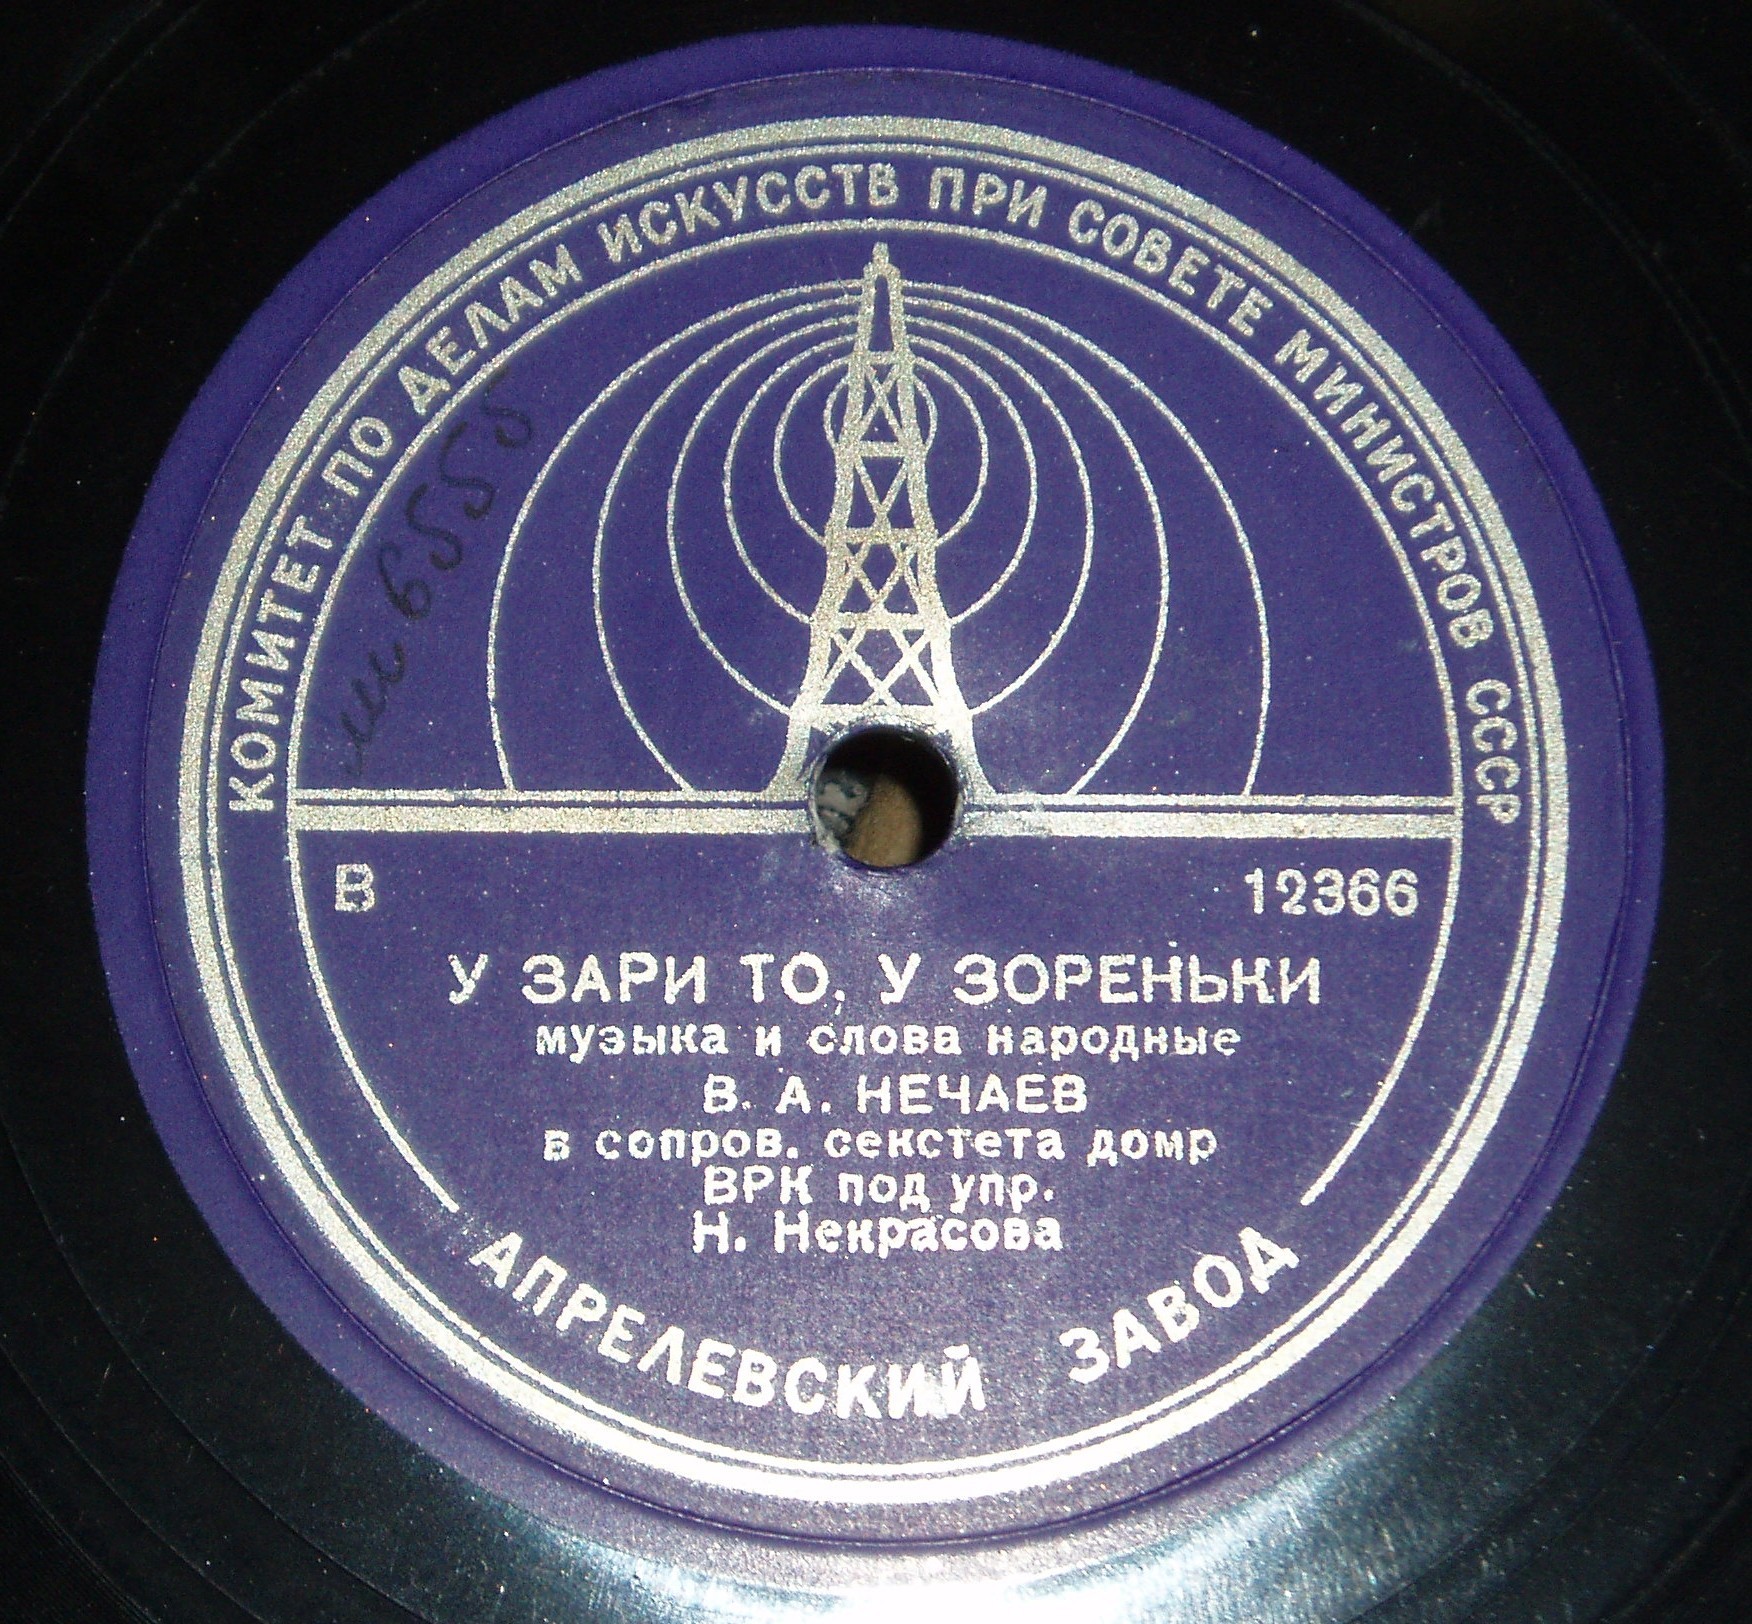 КОМИТЕТ ПО ДЕЛАМ ИСКУССТВ ПРИ СОВЕТЕ МИНИСТРОВ СССР
В 12366
У ЗАРИ ТО, У ЗОРЕНЬКИ
музыка и слова народные
В. А. НЕЧАЕВ
в сопров. секстета домр
ВРК под упр.
Н. Некрасова
АПРЕЛЕВСКИЙ ЗАВОД